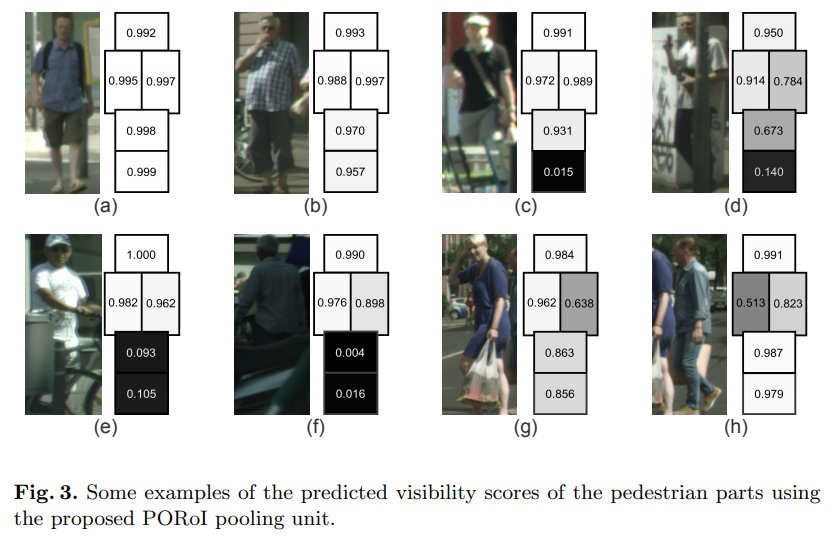 0.992 0.993 0.991 0.950
0.995 0.997 0.988 0.997 0.972 0.989 0.914 0.784
0.998 0.970 0.931 0.673
0.999 0.957 0.015 0.140
(a) (b) (c) (d)
1.000 0.990 0.984 0.991
0.982 0.962 0.976 0.898 0.962 0.638 0.513 0.823
0.093 0.004 0.863 0.987
0.105 0.016 0.856 0.979
(e) (f) (g) (h)
Fig. 3. Some examples of the predicted visibility scores of the pedestrian parts using
the proposed PORoI pooling unit.